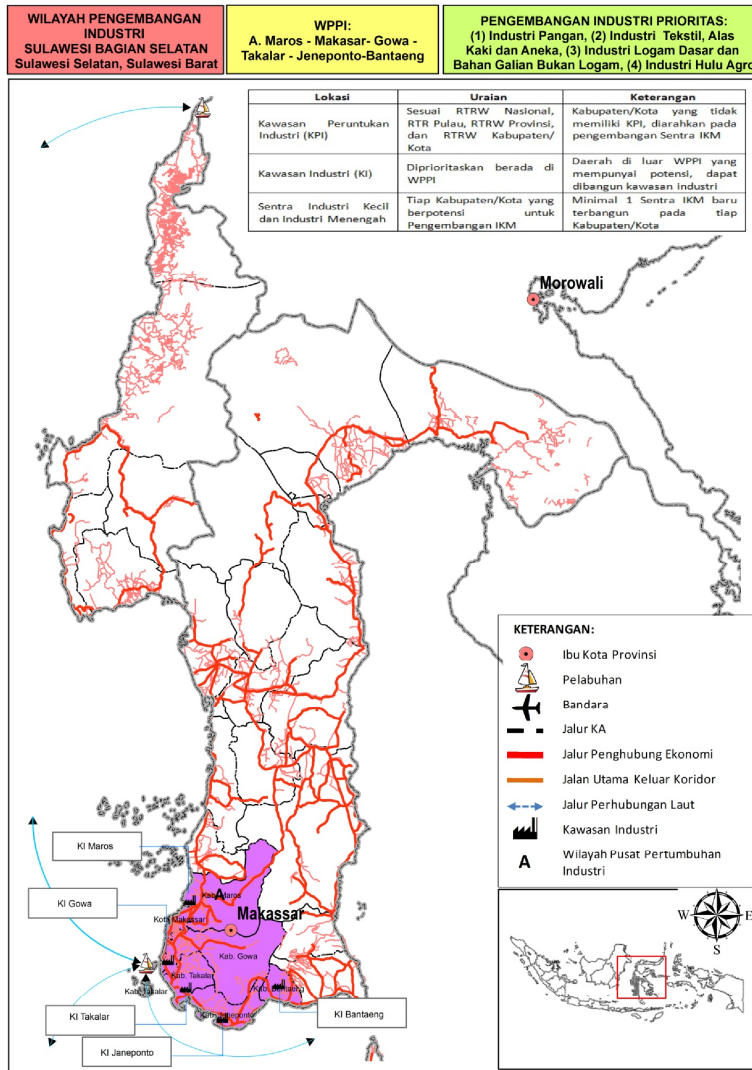 WILAYAH PENGEMBANGAN
INDUSTRI
SULAWESI BAGIAN SELATAN
Sulawesi Selatan, Sulawesi Barat
WPPI:
A. Maros - Makasar- Gowa -
Takalar - Jeneponto-Bantaeng
PENGEMBANGAN INDUSTRI PRIORITAS:
(1) Industri Pangan, (2) Industri Tekstil, Alas
Kaki dan Aneka, (3) Industri Logam Dasar dan
Bahan Galian Bukan Logam, (4) Industri Hulu Agro
Lokasi
Uraian
Keterangan
Kawasan Peruntukan
Industri (KPI)
Sesuai RTRW Nasional,
RTR Pulau, RTRW Provinsi,
dan RTRW Kabupaten/
Kota
Kabupaten/Kota yang tidak
memiliki KPI, diarahkan pada
pengembangan Sentra IKM
Kawasan Industri (KI)
Diprioritaskan berada di
WPPI
Daerah di luar WPPI yang
mempunyai potensi, dapat
dibangun kawasan industri
Sentra Industri Kecil
dan Industri Menengah
Tiap Kabupaten/Kota yang
berpotensi untuk
Pengembangan IKM
Minimal 1 Sentra IKM baru
terbangun pada tiap
Kabupaten/Kota
Morowali
KETERANGAN:
Ibu Kota Provinsi
Pelabuhan
Bandara
Jalur KA
Jalur Penghubung Ekonomi
Jalan Utama Keluar Koridor
Jalur Perhubungan Laut
Kawasan Industri
A
Wilayah Pusat Pertumbuhan
Industri
KI Maros
KI Gowa
Kab. Maros
A
Kota Makassar
Makassar
Kab. Gowa
Kab. Takalar
Kab. Takalar
Kab. Bantaeng
Kab. Jeneponto
KI Takalar
KI Bantaeng
KI Janeponto
W
E
S